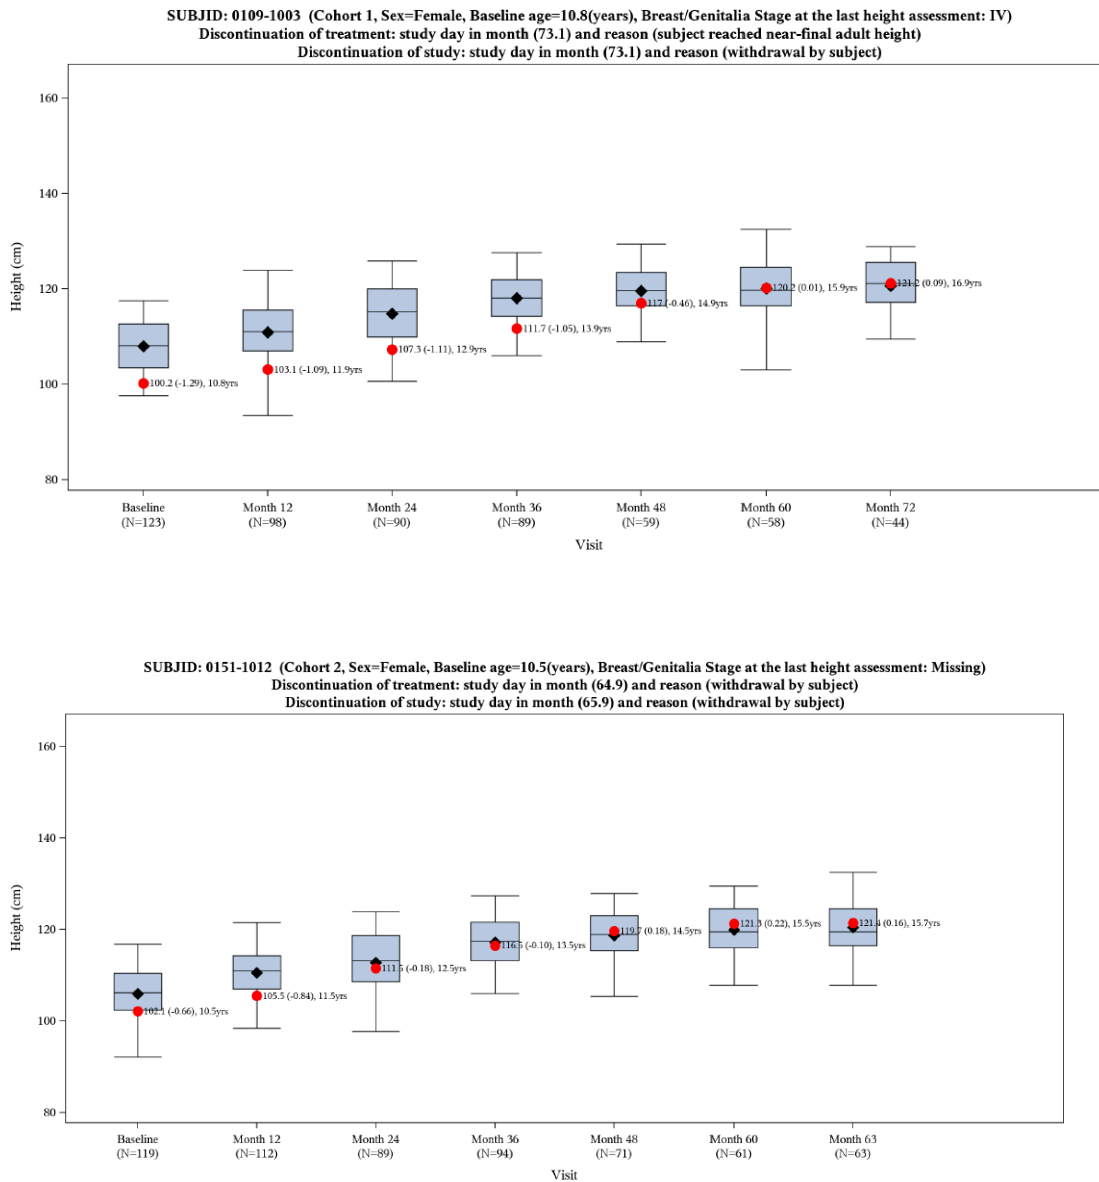 SUBJID: 0109-1003 (Cohort 1, Sex=Female, Baseline age=10.8(years), Breast/Genitalia Stage at the last height assessment: IV)
Discontinuation of treatment: study day in month (73.1) and reason (subject reached near-final adult height)
Discontinuation of study: study day in month (73.1) and reason (withdrawal by subject)
160
140
120
100
80
Height (cm)
100.2 (-1.29), 10.8yrs
103.1 (-1.09), 11.9yrs
107.3 (-1.11), 12.9yrs
111.7 (-1.05), 13.9yrs
117 (-0.46), 14.9yrs
120.2 (0.01), 15.9yrs
121.2 (0.09), 16.9yrs
Baseline Month 12 Month 24 Month 36 Month 48 Month 60 Month 72
(N=123) (N=98) (N=90) (N=89) (N=59) (N=58) (N=44)
Visit
SUBJID: 0151-1012 (Cohort 2, Sex=Female, Baseline age=10.5(years), Breast/Genitalia Stage at the last height assessment: Missing)
Discontinuation of treatment: study day in month (64.9) and reason (withdrawal by subject)
Discontinuation of study: study day in month (65.9) and reason (withdrawal by subject)
160
140
120
100
80
Height (cm)
102.1 (-0.66), 10.5yrs
105.5 (-0.84), 11.5yrs
111.5 (-0.18), 12.5yrs
116.5 (-0.10), 13.5yrs
119.7 (0.18), 14.5yrs
121.3 (0.22), 15.5yrs
121.4 (0.16), 15.7yrs
Baseline Month 12 Month 24 Month 36 Month 48 Month 60 Month 63
(N=119) (N=112) (N=89) (N=94) (N=71) (N=61) (N=63)
Visit